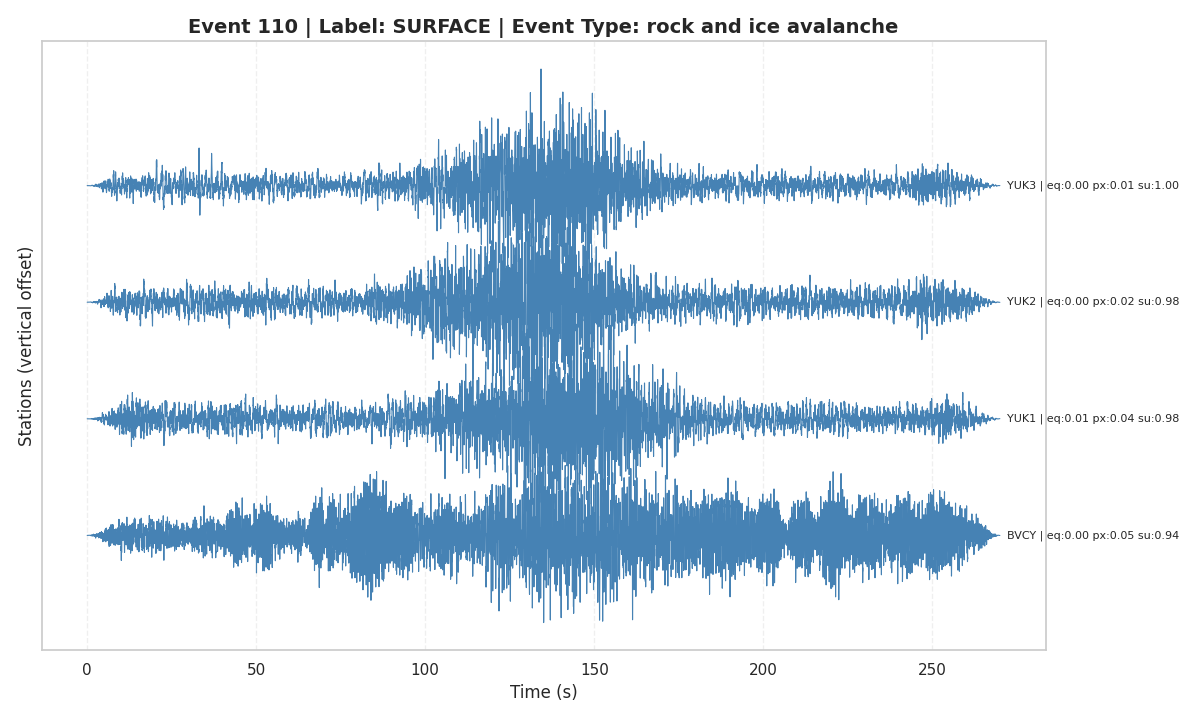 Event 110 | Label: SURFACE | Event Type: rock and ice avalanche
Stations (vertical offset)
YUK3 | eq:0.00 px:0.01 su:1.00
YUK2 | eq:0.00 px:0.02 su:0.98
YUK1 | eq:0.01 px:0.04 su:0.98
BVCY | eq:0.00 px:0.05 su:0.94
0 50 100 150 200 250
Time (s)